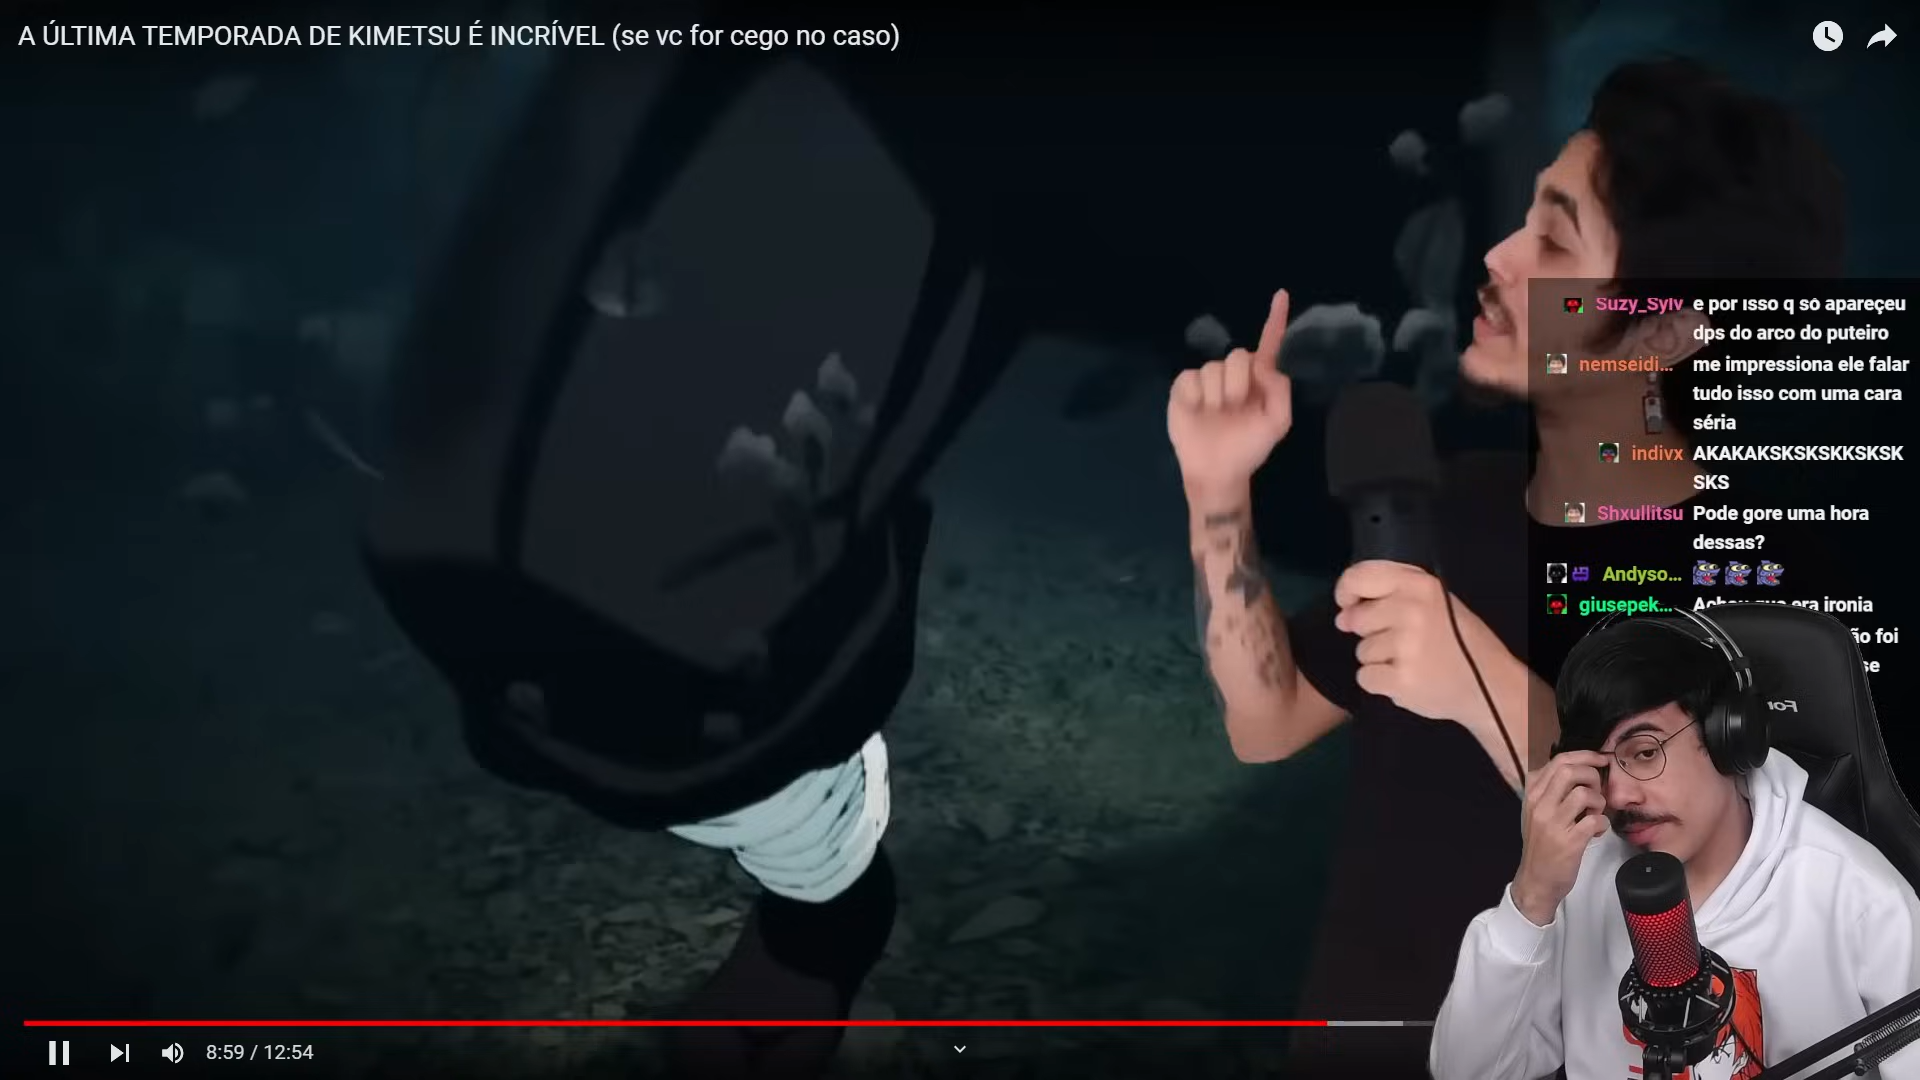 A ÚLTIMA TEMPORADA DE KIMETSU É INCRÍVEL (se vc for cego no caso)
Suzy_Sylv e por isso q só apareçeu
dps do arco do puteiro
nemseidi... me impressiona ele falar
tudo isso com uma cara
séria
indivx AKAKAKSKSKSKKSKSK
SKS
Shxullitsu Pode gore uma hora
dessas?
Andyso...
giusepek... era ironia
foi
se
8:59 / 12:54